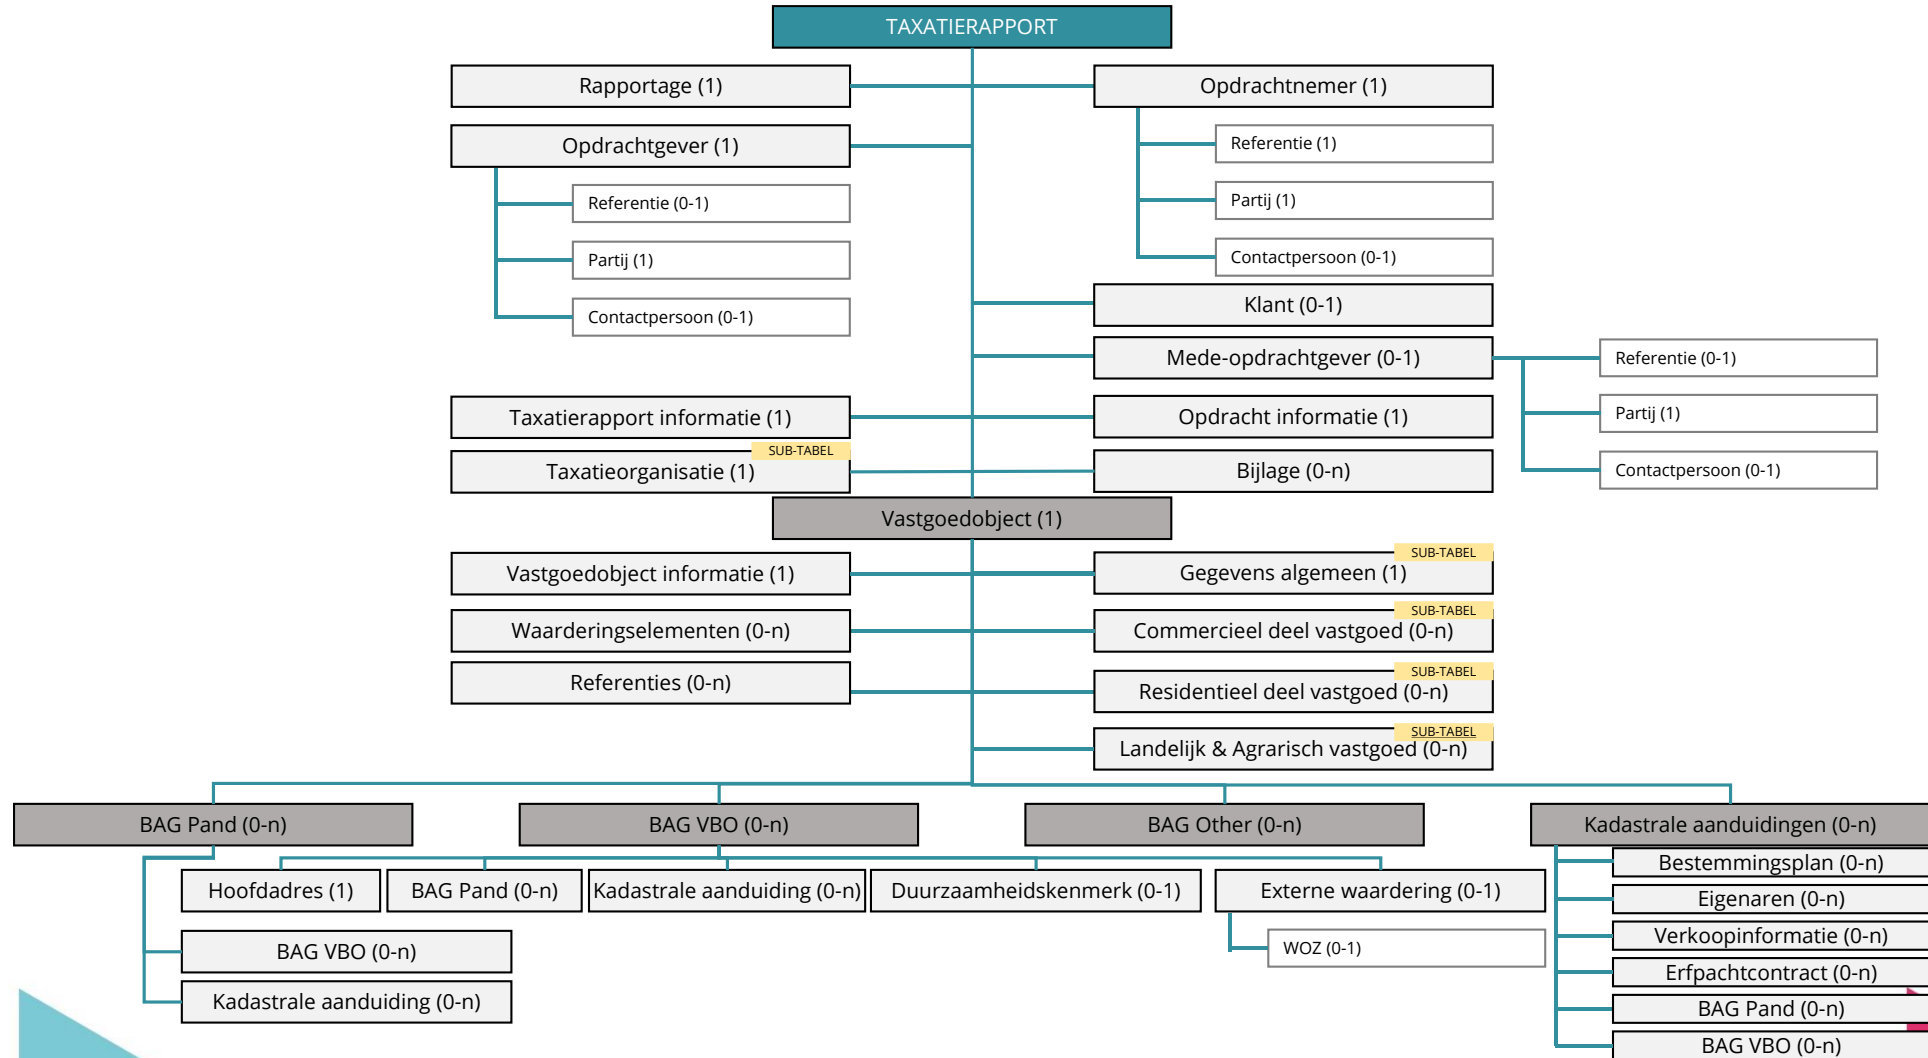 TAXATIERAPPORT
Rapportage (1)
Opdrachtnemer (1)
Opdrachtgever (1)
Referentie (1)
Partij (1)
Contactpersoon (0-1)
Referentie (0-1)
Partij (1)
Contactpersoon (0-1)
Klant (0-1)
Mede-opdrachtgever (0-1)
Referentie (0-1)
Partij (1)
Contactpersoon (0-1)
Taxatierapport informatie (1)
Opdracht informatie (1)
SUB-TABEL
Taxatieorganisatie (1)
Bijlage (0-n)
Vastgoedobject (1)
Vastgoedobject informatie (1)
SUB-TABEL
Gegevens algemeen (1)
Waarderingselementen (0-n)
SUB-TABEL
Commercieel deel vastgoed (0-n)
Referenties (0-n)
SUB-TABEL
Residentieel deel vastgoed (0-n)
SUB-TABEL
Landelijk & Agrarisch vastgoed (0-n)
BAG Pand (0-n)
BAG VBO (0-n)
BAG Other (0-n)
Kadastrale aanduidingen (0-n)
Hoofdadres (1)
BAG Pand (0-n)
Kadastrale aanduiding (0-n)
Duurzaamheidskenmerk (0-1)
Externe waardering (0-1)
WOZ (0-1)
BAG VBO (0-n)
Kadastrale aanduiding (0-n)
Bestemmingsplan (0-n)
Eigenaren (0-n)
Verkoopinformatie (0-n)
Erfpachtcontract (0-n)
BAG Pand (0-n)
BAG VBO (0-n)